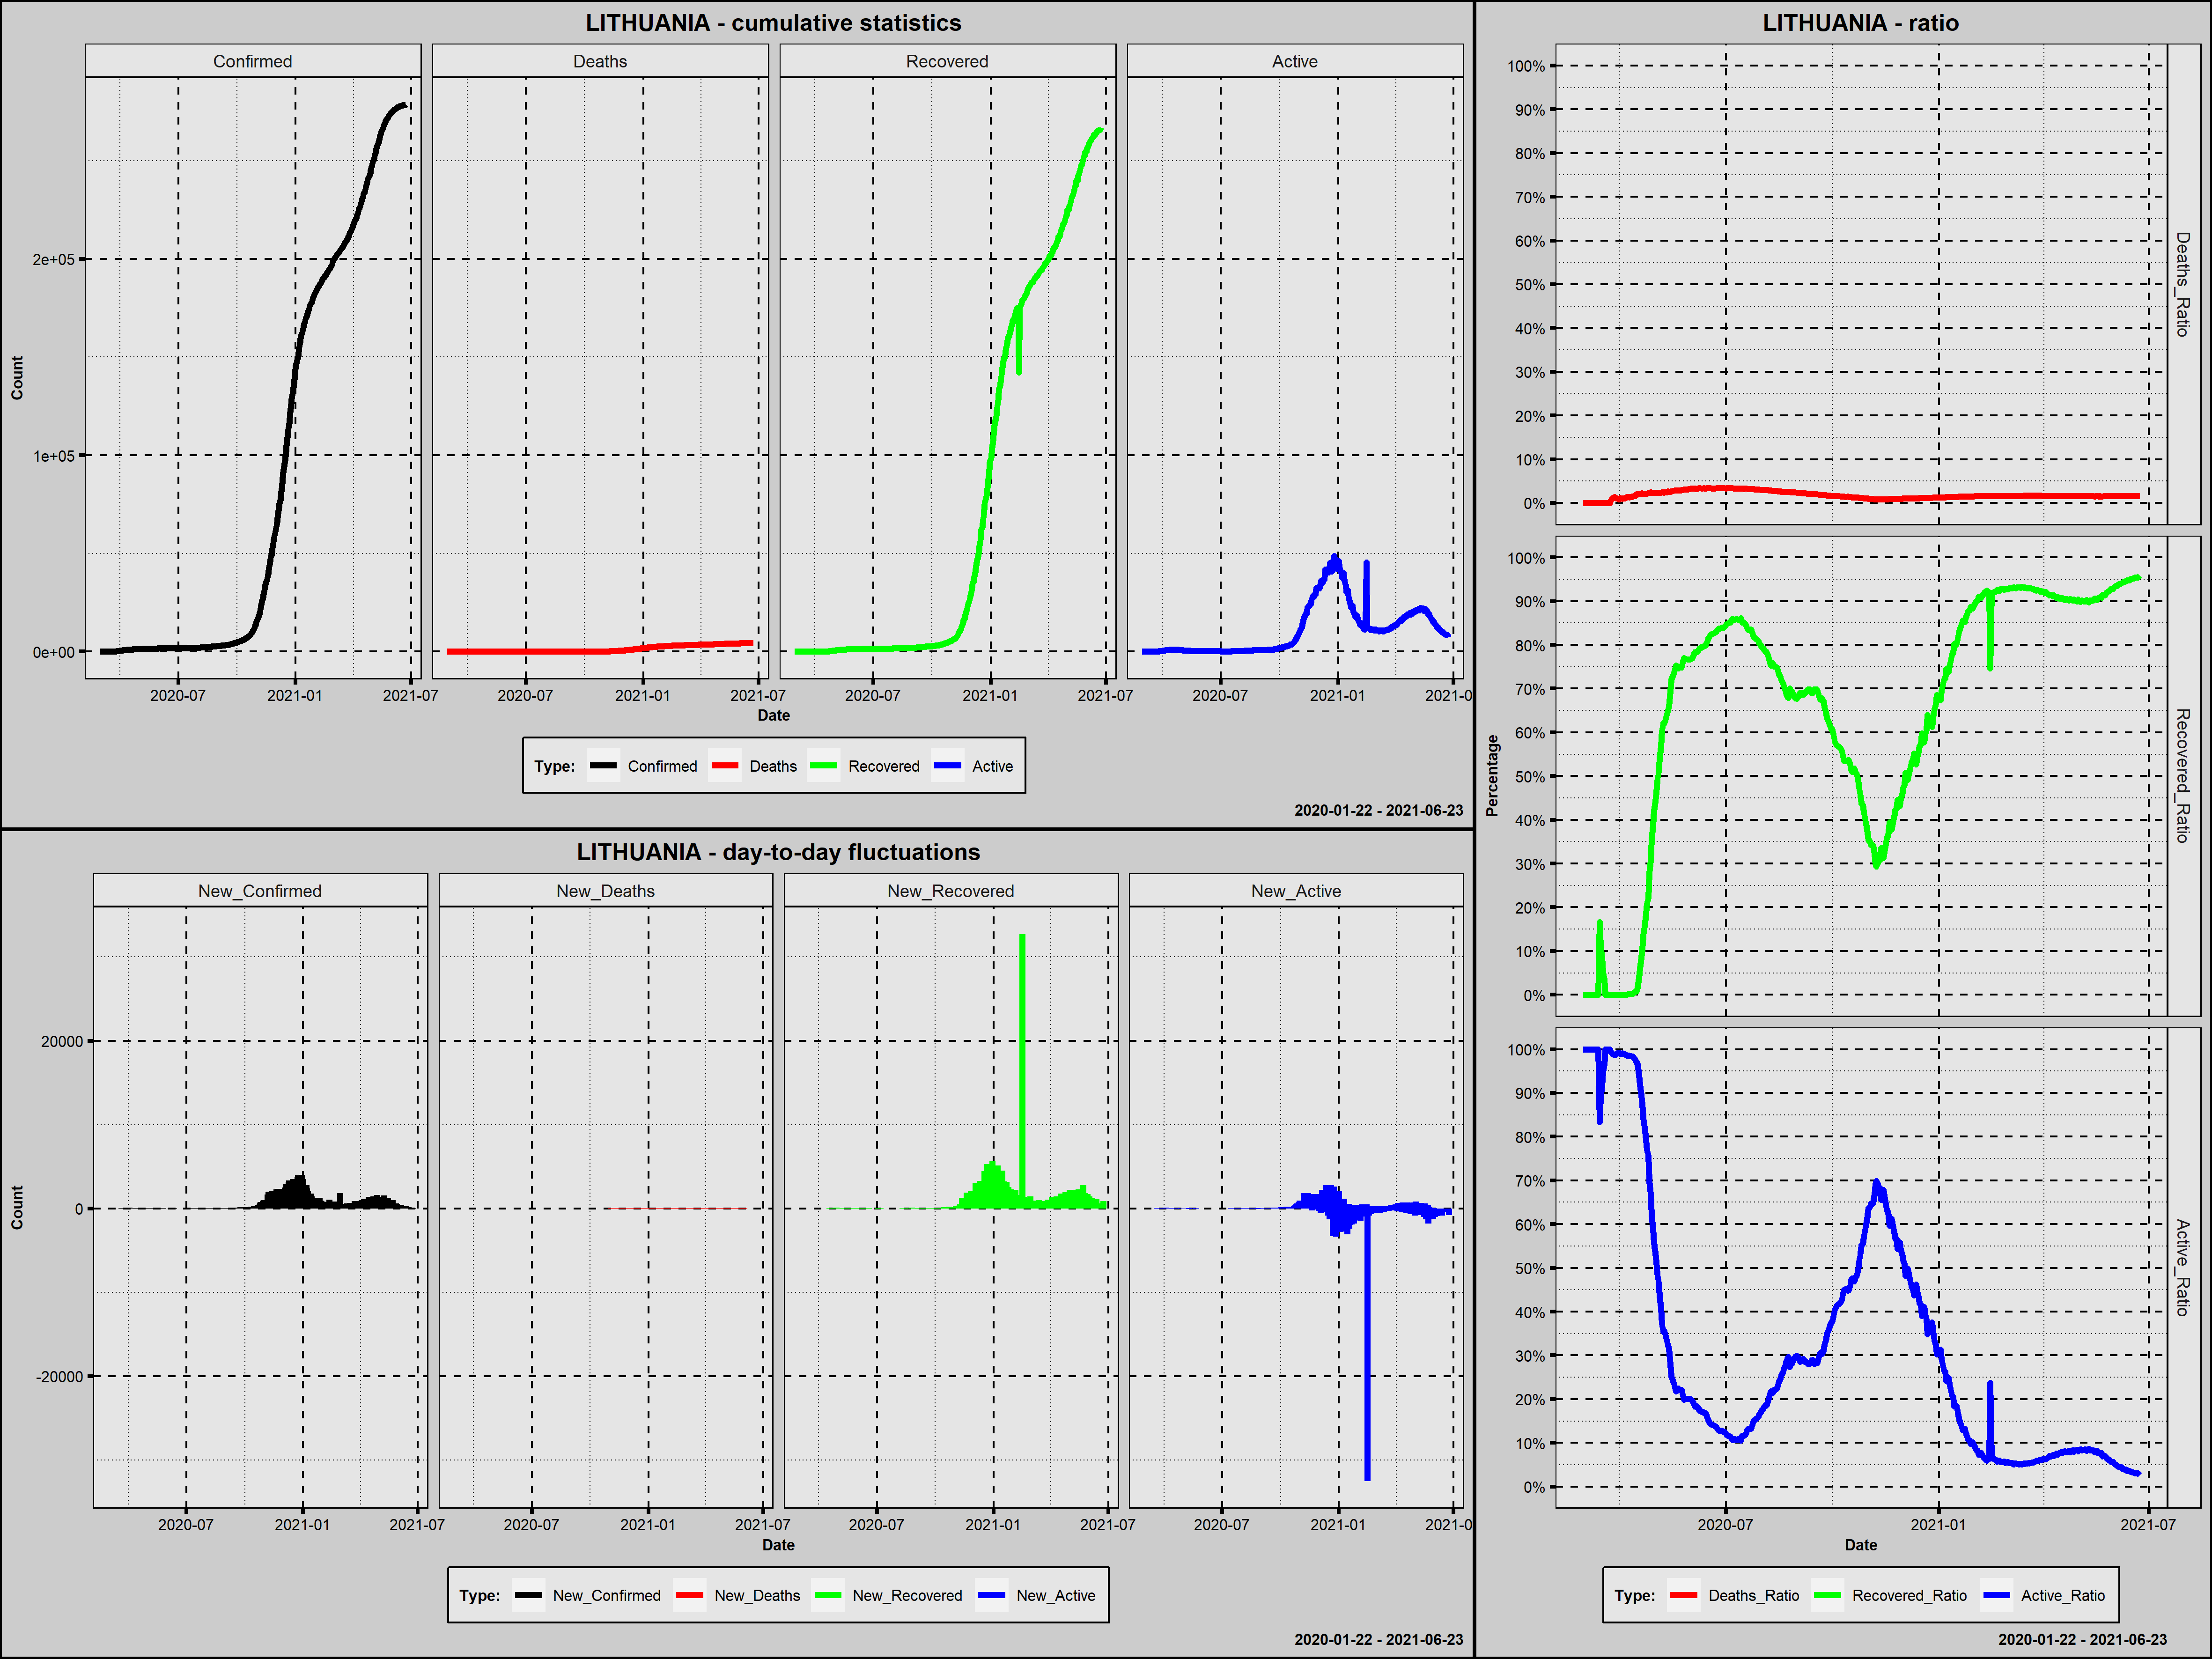 LITHUANIA - cumulative statistics
Confirmed Deaths Recovered Active
Count
2e+05
1e+05
0e+00
2020-07 2021-01 2021-07 2020-07 2021-01 2021-07 2020-07 2021-01 2021-07 2020-07 2021-01 2021-0
Date
Type: Confirmed Deaths Recovered Active
2020-01-22 - 2021-06-23
LITHUANIA - day-to-day fluctuations
New_Confirmed New_Deaths New_Recovered New_Active
Count
20000
0
-20000
2020-07 2021-01 2021-07 2020-07 2021-01 2021-07 2020-07 2021-01 2021-07 2020-07 2021-01 2021-0
Date
Type: New_Confirmed New_Deaths New_Recovered New_Active
2020-01-22 - 2021-06-23
LITHUANIA - ratio
Percentage
100%
90%
80%
70%
60%
50%
40%
30%
20%
10%
0%
Deaths_Ratio
100%
90%
80%
70%
60%
50%
40%
30%
20%
10%
0%
Recovered_Ratio
100%
90%
80%
70%
60%
50%
40%
30%
20%
10%
0%
Active_Ratio
2020-07 2021-01 2021-07
Date
Type: Deaths_Ratio Recovered_Ratio Active_Ratio
2020-01-22 - 2021-06-23